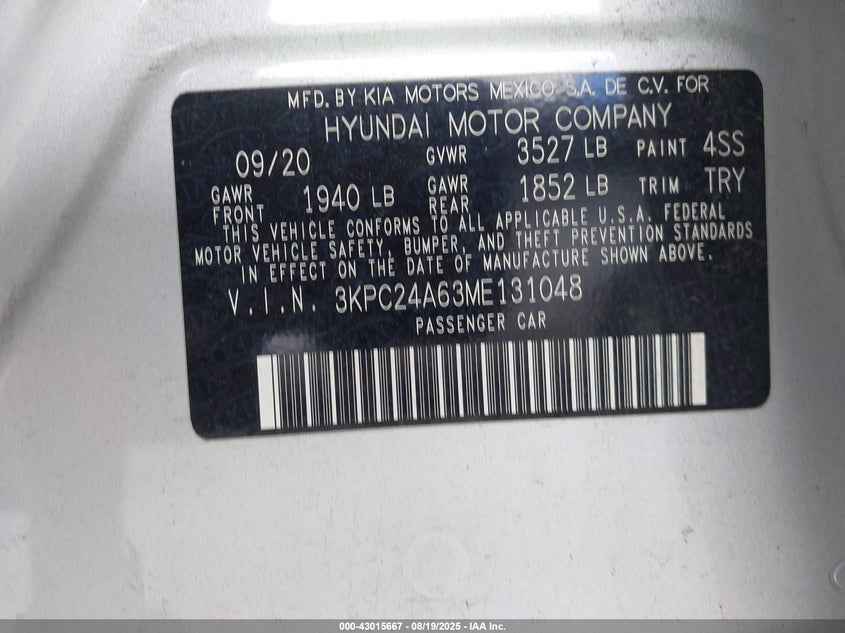 MFD. BY KIA MOTORS MEXICO S.A. DE C.V. FOR
HYUNDAI MOTOR COMPANY
09/20 GVWR 3527 LB PAINT 4SS
GAWR FRONT 1940 LB GAWR REAR 1852 LB TRIM TRY
THIS VEHICLE CONFORMS TO ALL APPLICABLE U.S.A. FEDERAL
MOTOR VEHICLE SAFETY, BUMPER, AND THEFT PREVENTION STANDARDS
IN EFFECT ON THE DATE OF MANUFACTURE SHOWN ABOVE.
V.I.N. 3KPC24A63ME131048
PASSENGER CAR
000-43015667 - 08/19/2025 - IAA Inc.